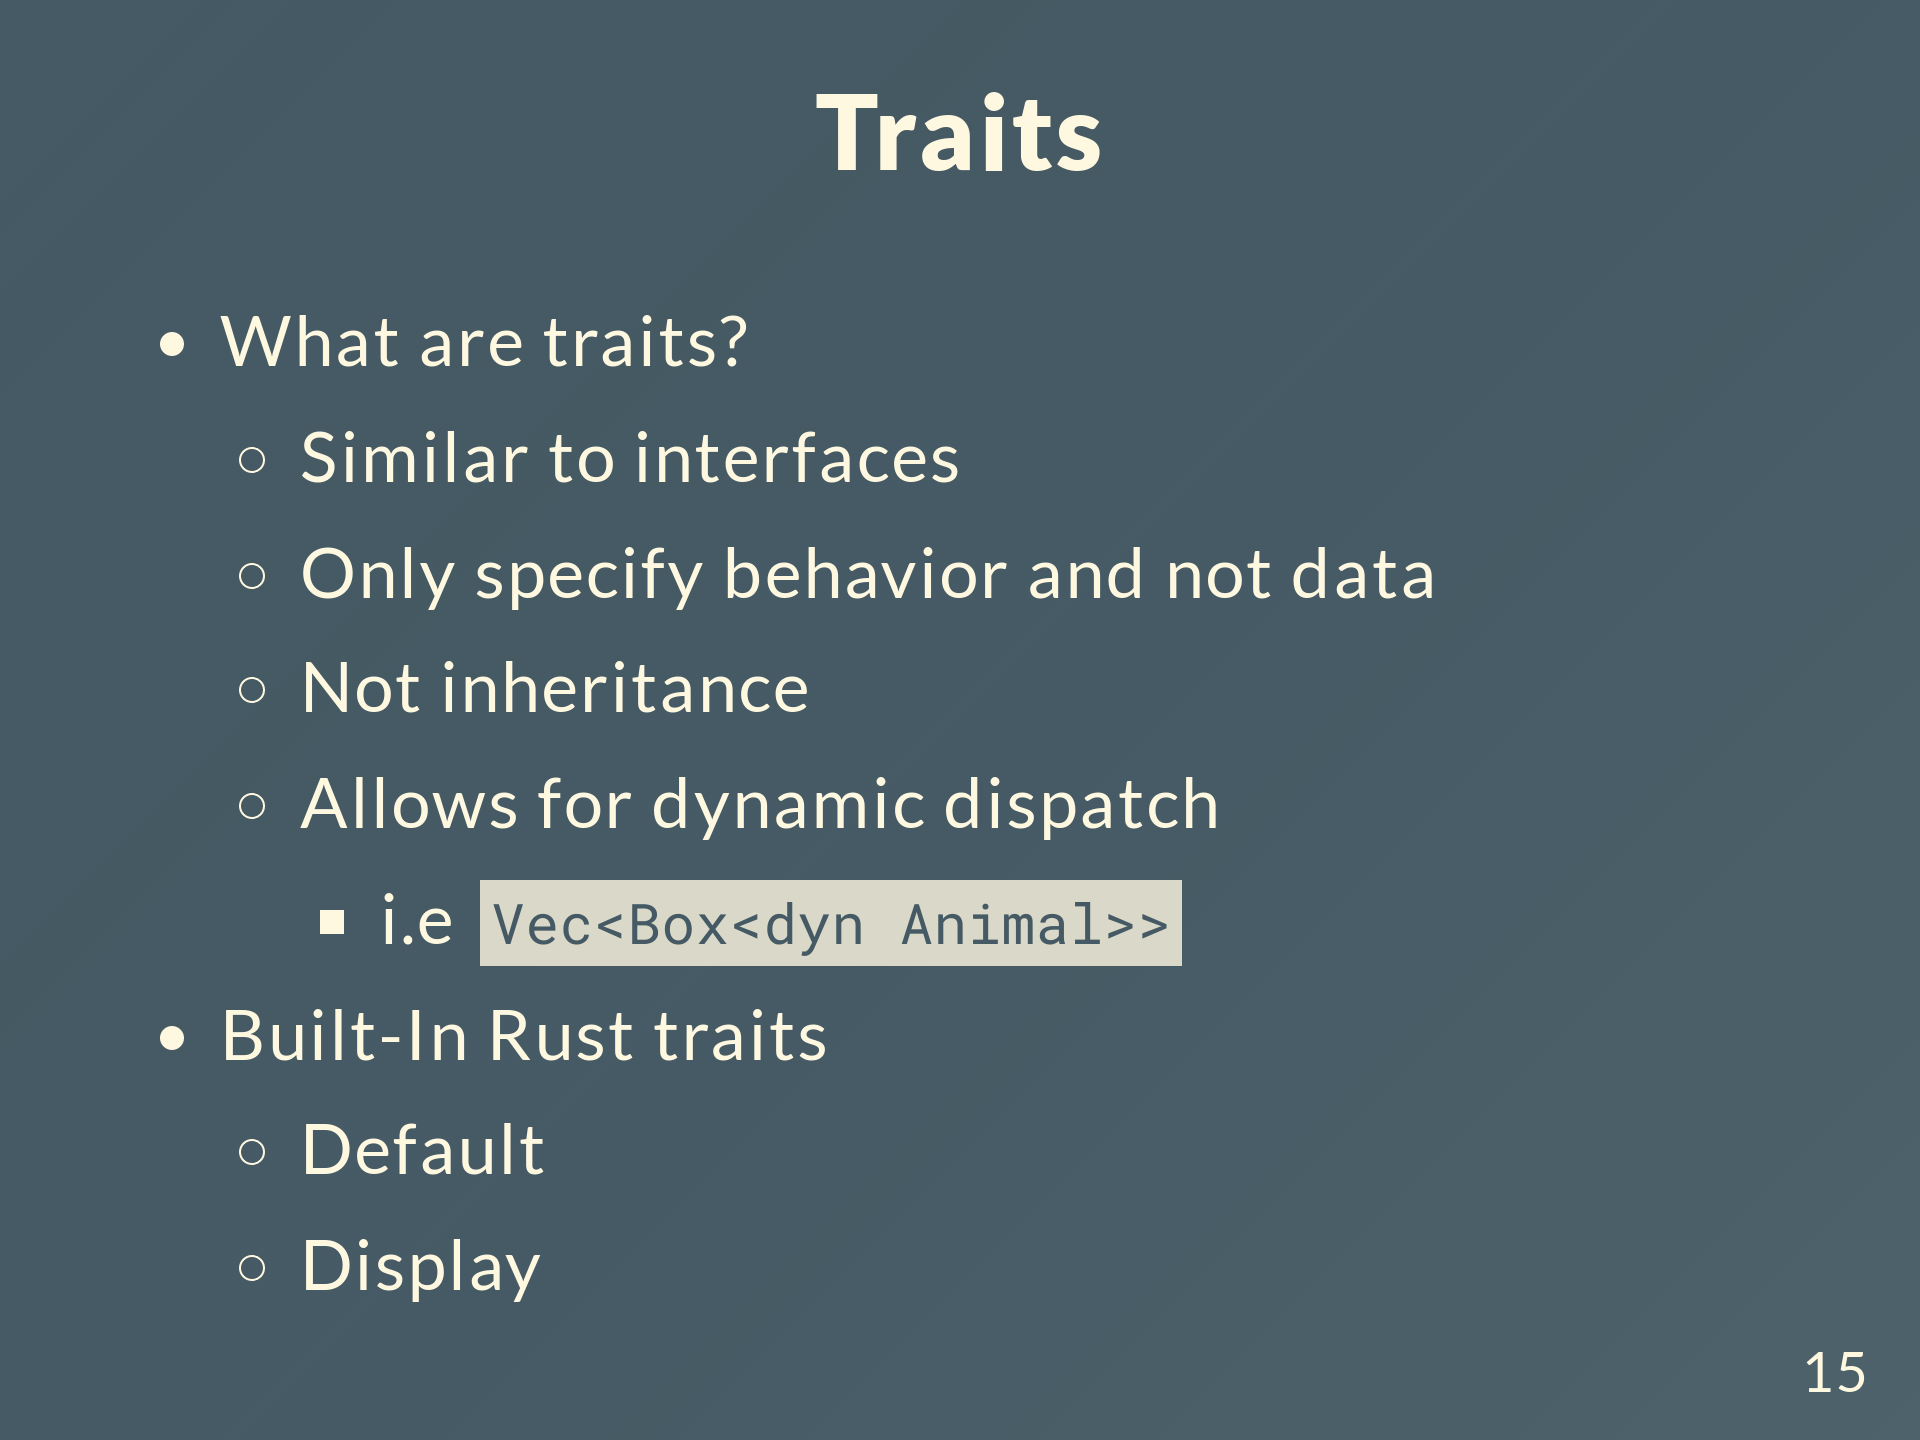 Traits
What are traits?
Similar to interfaces
Only specify behavior and not data
Not inheritance
Allows for dynamic dispatch
i.e Vec<Box<dyn Animal>>
Built-In Rust traits
Default
Display
15